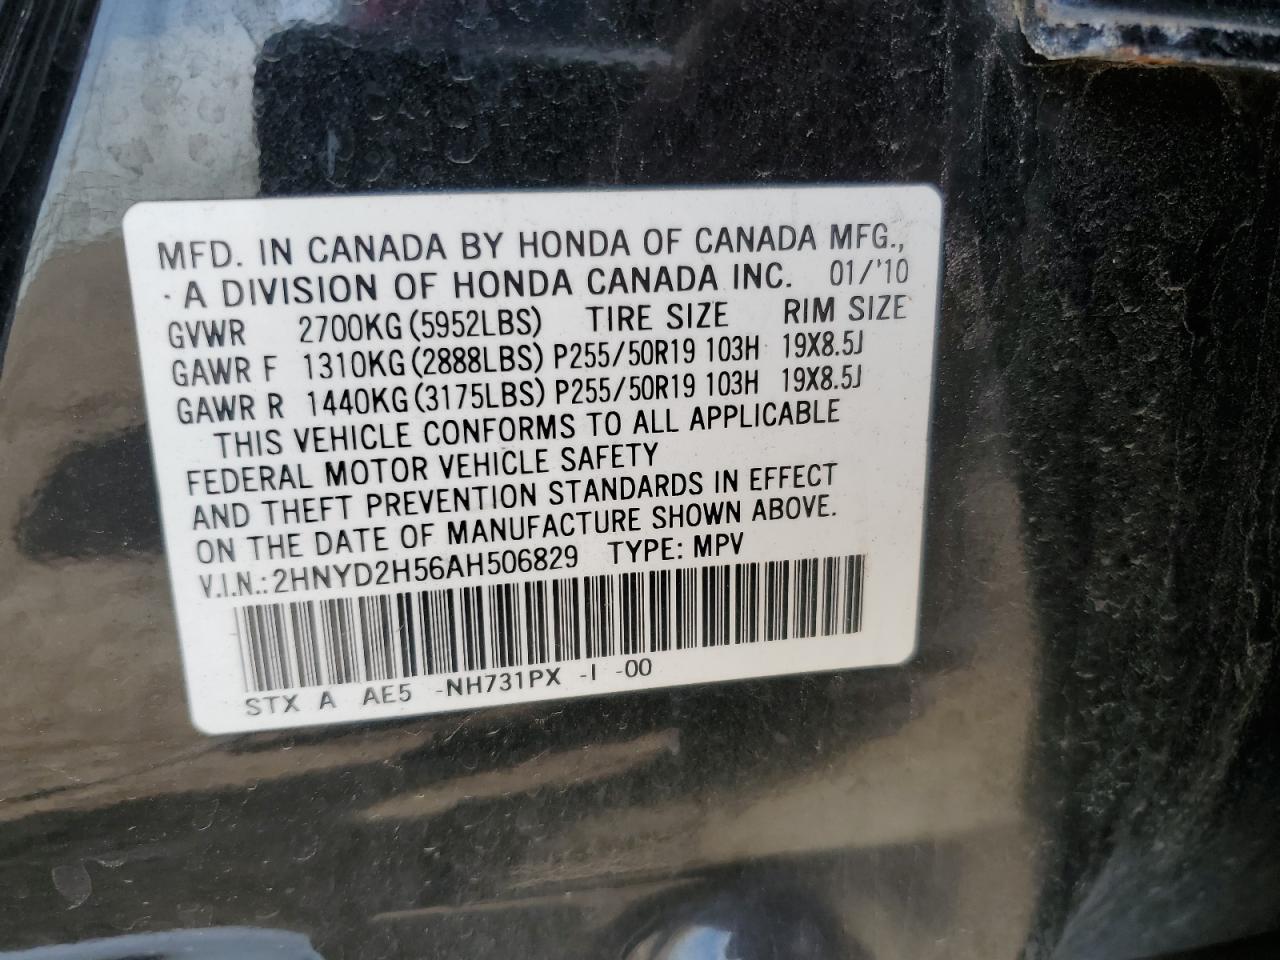 MFD. IN CANADA BY HONDA OF CANADA MFG.,
· A DIVISION OF HONDA CANADA INC. 01/'10
GVWR 2700KG (5952LBS) TIRE SIZE RIM SIZE
GAWR F 1310KG (2888LBS) P255/50R19 103H 19X8.5J
GAWR R 1440KG (3175LBS) P255/50R19 103H 19X8.5J
THIS VEHICLE CONFORMS TO ALL APPLICABLE
FEDERAL MOTOR VEHICLE SAFETY
AND THEFT PREVENTION STANDARDS IN EFFECT
ON THE DATE OF MANUFACTURE SHOWN ABOVE.
V.I.N.: 2HNYD2H56AH506829 TYPE: MPV
STX A AE5 -NH731PX -I -00